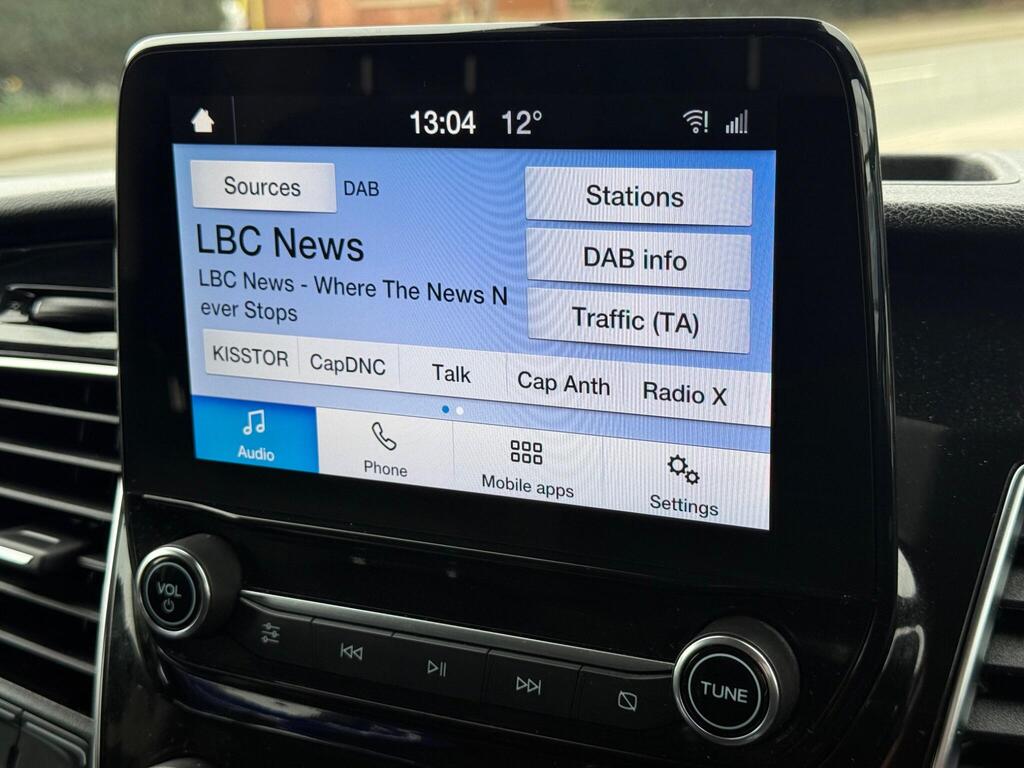 13:04 12°
Sources DAB
Stations
LBC News
DAB info
LBC News - Where The News N
ever Stops
Traffic (TA)
KISSTOR CapDNC Talk Cap Anth Radio X
Audio Phone Mobile apps Settings
VOL
TUNE